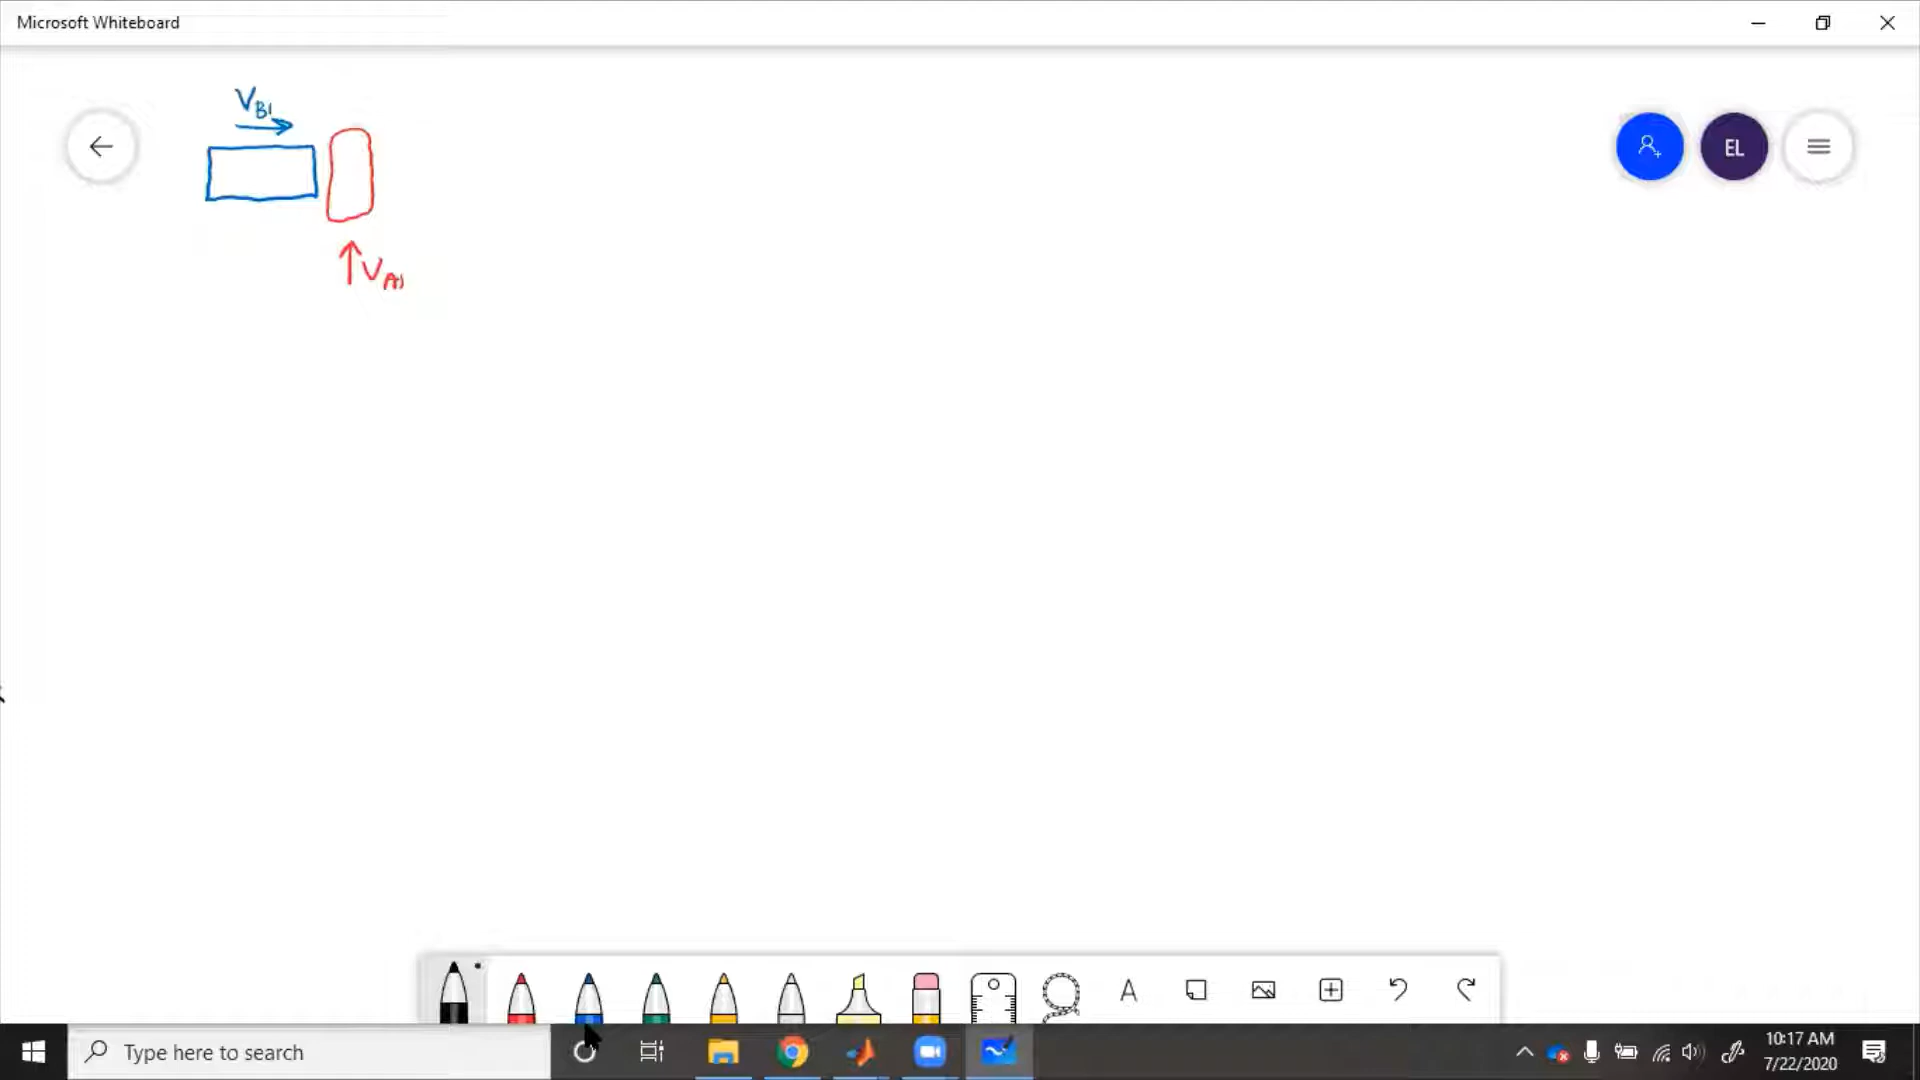 Microsoft Whiteboard
VB1
EL
VA1
A
Type here to search
10:17 AM
7/22/2020